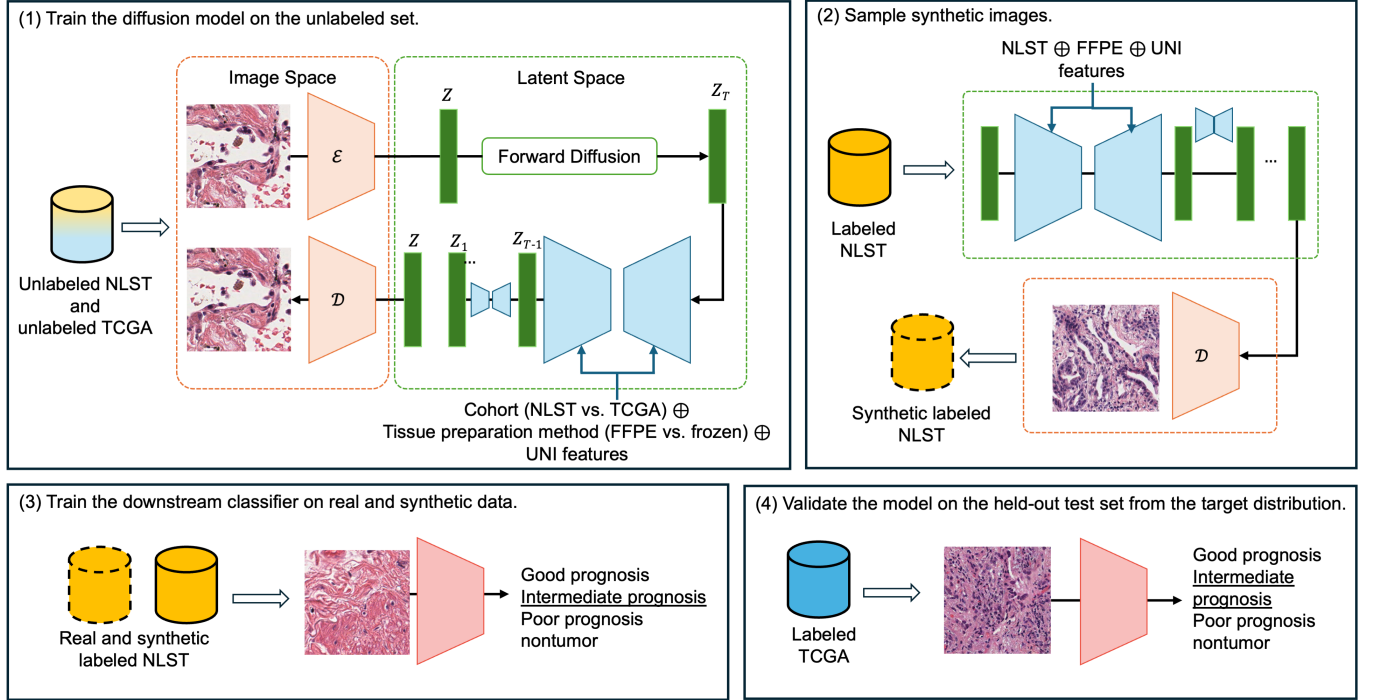 (1) Train the diffusion model on the unlabeled set.
Image Space
Latent Space
Z
Z_T
ℰ
Forward Diffusion
Unlabeled NLST
and
unlabeled TCGA
𝒟
Z
Z_1
...
Z_{T-1}
Cohort (NLST vs. TCGA) ⊕
Tissue preparation method (FFPE vs. frozen) ⊕
UNI features
(2) Sample synthetic images.
NLST ⊕ FFPE ⊕ UNI
features
...
Labeled
NLST
𝒟
Synthetic labeled
NLST
(3) Train the downstream classifier on real and synthetic data.
Real and synthetic
labeled NLST
Good prognosis
Intermediate prognosis
Poor prognosis
nontumor
(4) Validate the model on the held-out test set from the target distribution.
Labeled
TCGA
Good prognosis
Intermediate
prognosis
Poor prognosis
nontumor